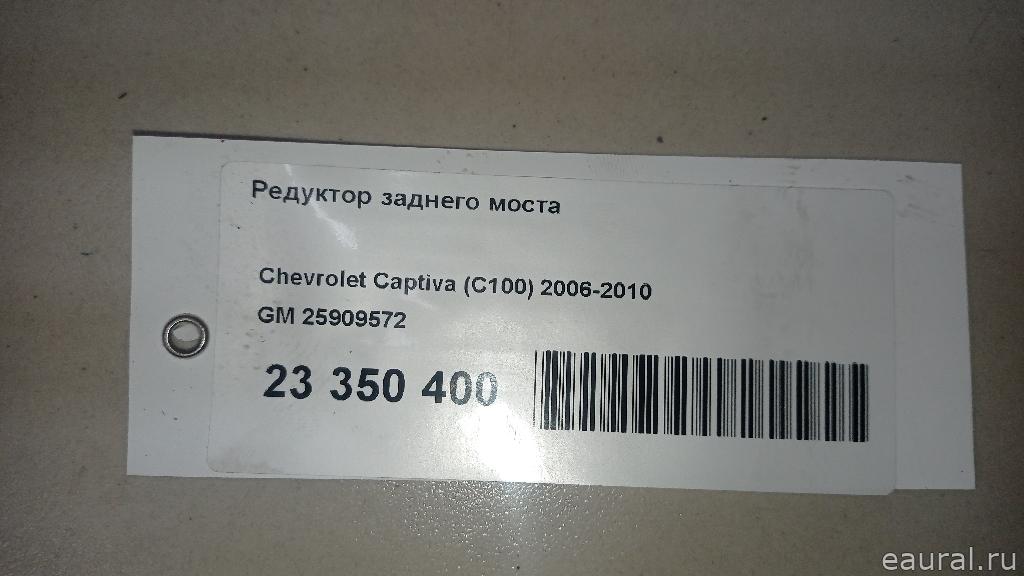 Редуктор заднего моста
Chevrolet Captiva (C100) 2006-2010
GM 25909572
23 350 400
eaural.ru